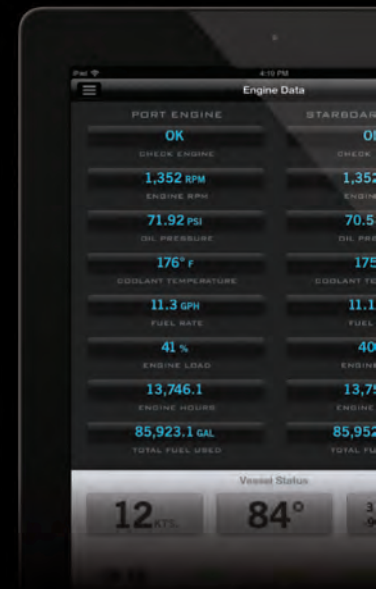 iPad 4:10 PM
Engine Data
PORT ENGINE STARBOAR
OK OK
CHECK ENGINE CHECK
1,352 RPM 1,352
ENGINE RPM ENGINE
71.92 PSI 70.5
OIL PRESSURE OIL PRE
176° F 175
COOLANT TEMPERATURE COOLANT TE
11.3 GPH 11.1
FUEL RATE FUEL
41 % 40
ENGINE LOAD ENGINE
13,746.1 13,75
ENGINE HOURS ENGINE
85,923.1 GAL 85,952
TOTAL FUEL USED TOTAL FU
Vessel Status
12 KTS. 84°